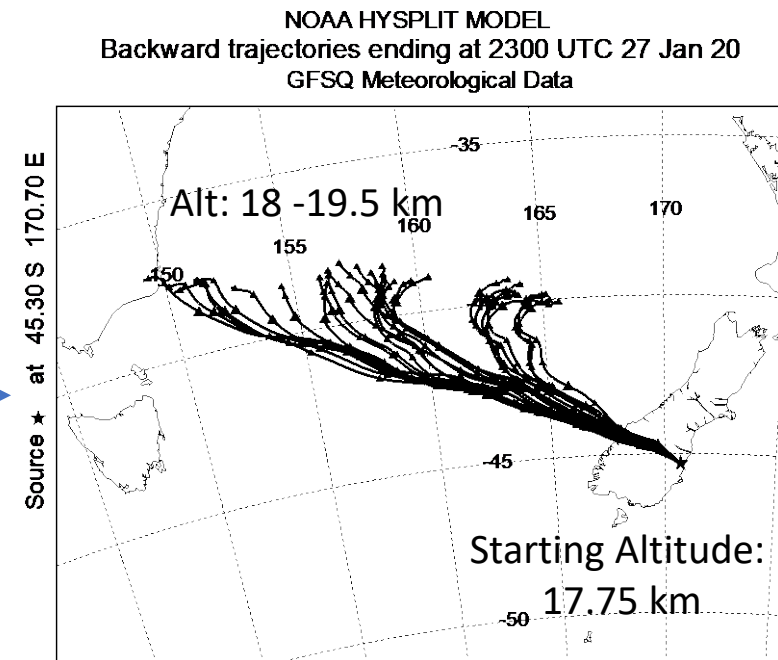 NOAA HYSPLIT MODEL
Backward trajectories ending at 2300 UTC 27 Jan 20
GFSQ Meteorological Data
Source ★ at 45.30 S 170.70 E
-35
Alt: 18 -19.5 km
170
165
160
155
150
-45
Starting Altitude:
17.75 km
-50